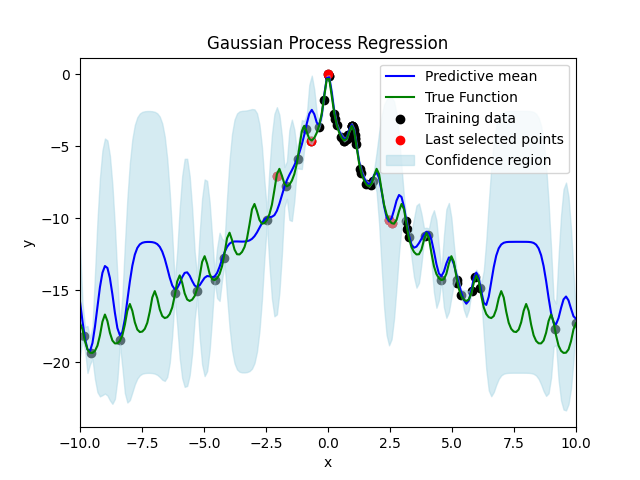 Gaussian Process Regression
Predictive mean
True Function
Training data
Last selected points
Confidence region
y
0
−5
−10
−15
−20
−10.0 −7.5 −5.0 −2.5 0.0 2.5 5.0 7.5 10.0
x